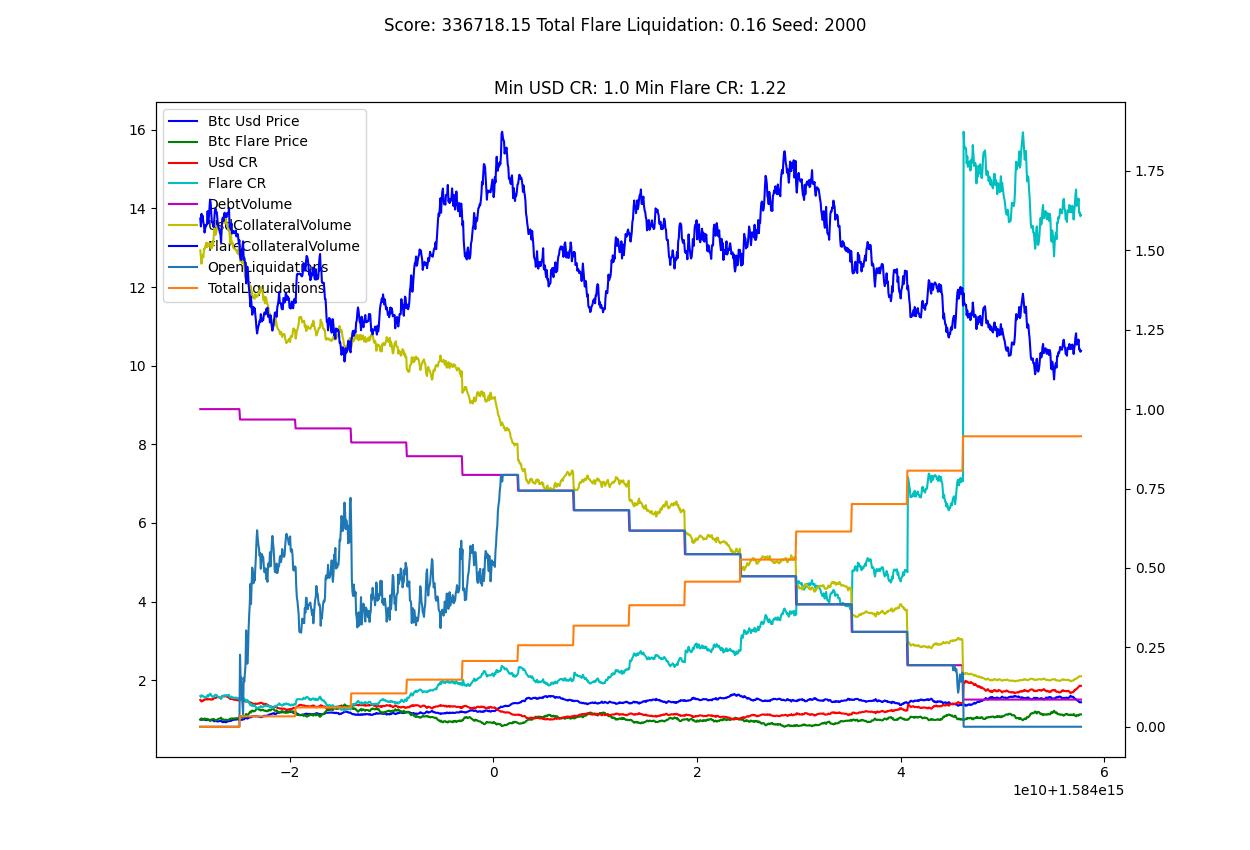 Score: 336718.15 Total Flare Liquidation: 0.16 Seed: 2000
Min USD CR: 1.0 Min Flare CR: 1.22
Btc Usd Price
Btc Flare Price
Usd CR
Flare CR
DebtVolume
UsdCollateralVolume
FlareCollateralVolume
OpenLiquidations
TotalLiquidations
16
14
12
10
8
6
4
2
1.75
1.50
1.25
1.00
0.75
0.50
0.25
0.00
−2
0
2
4
6
1e10+1.584e15